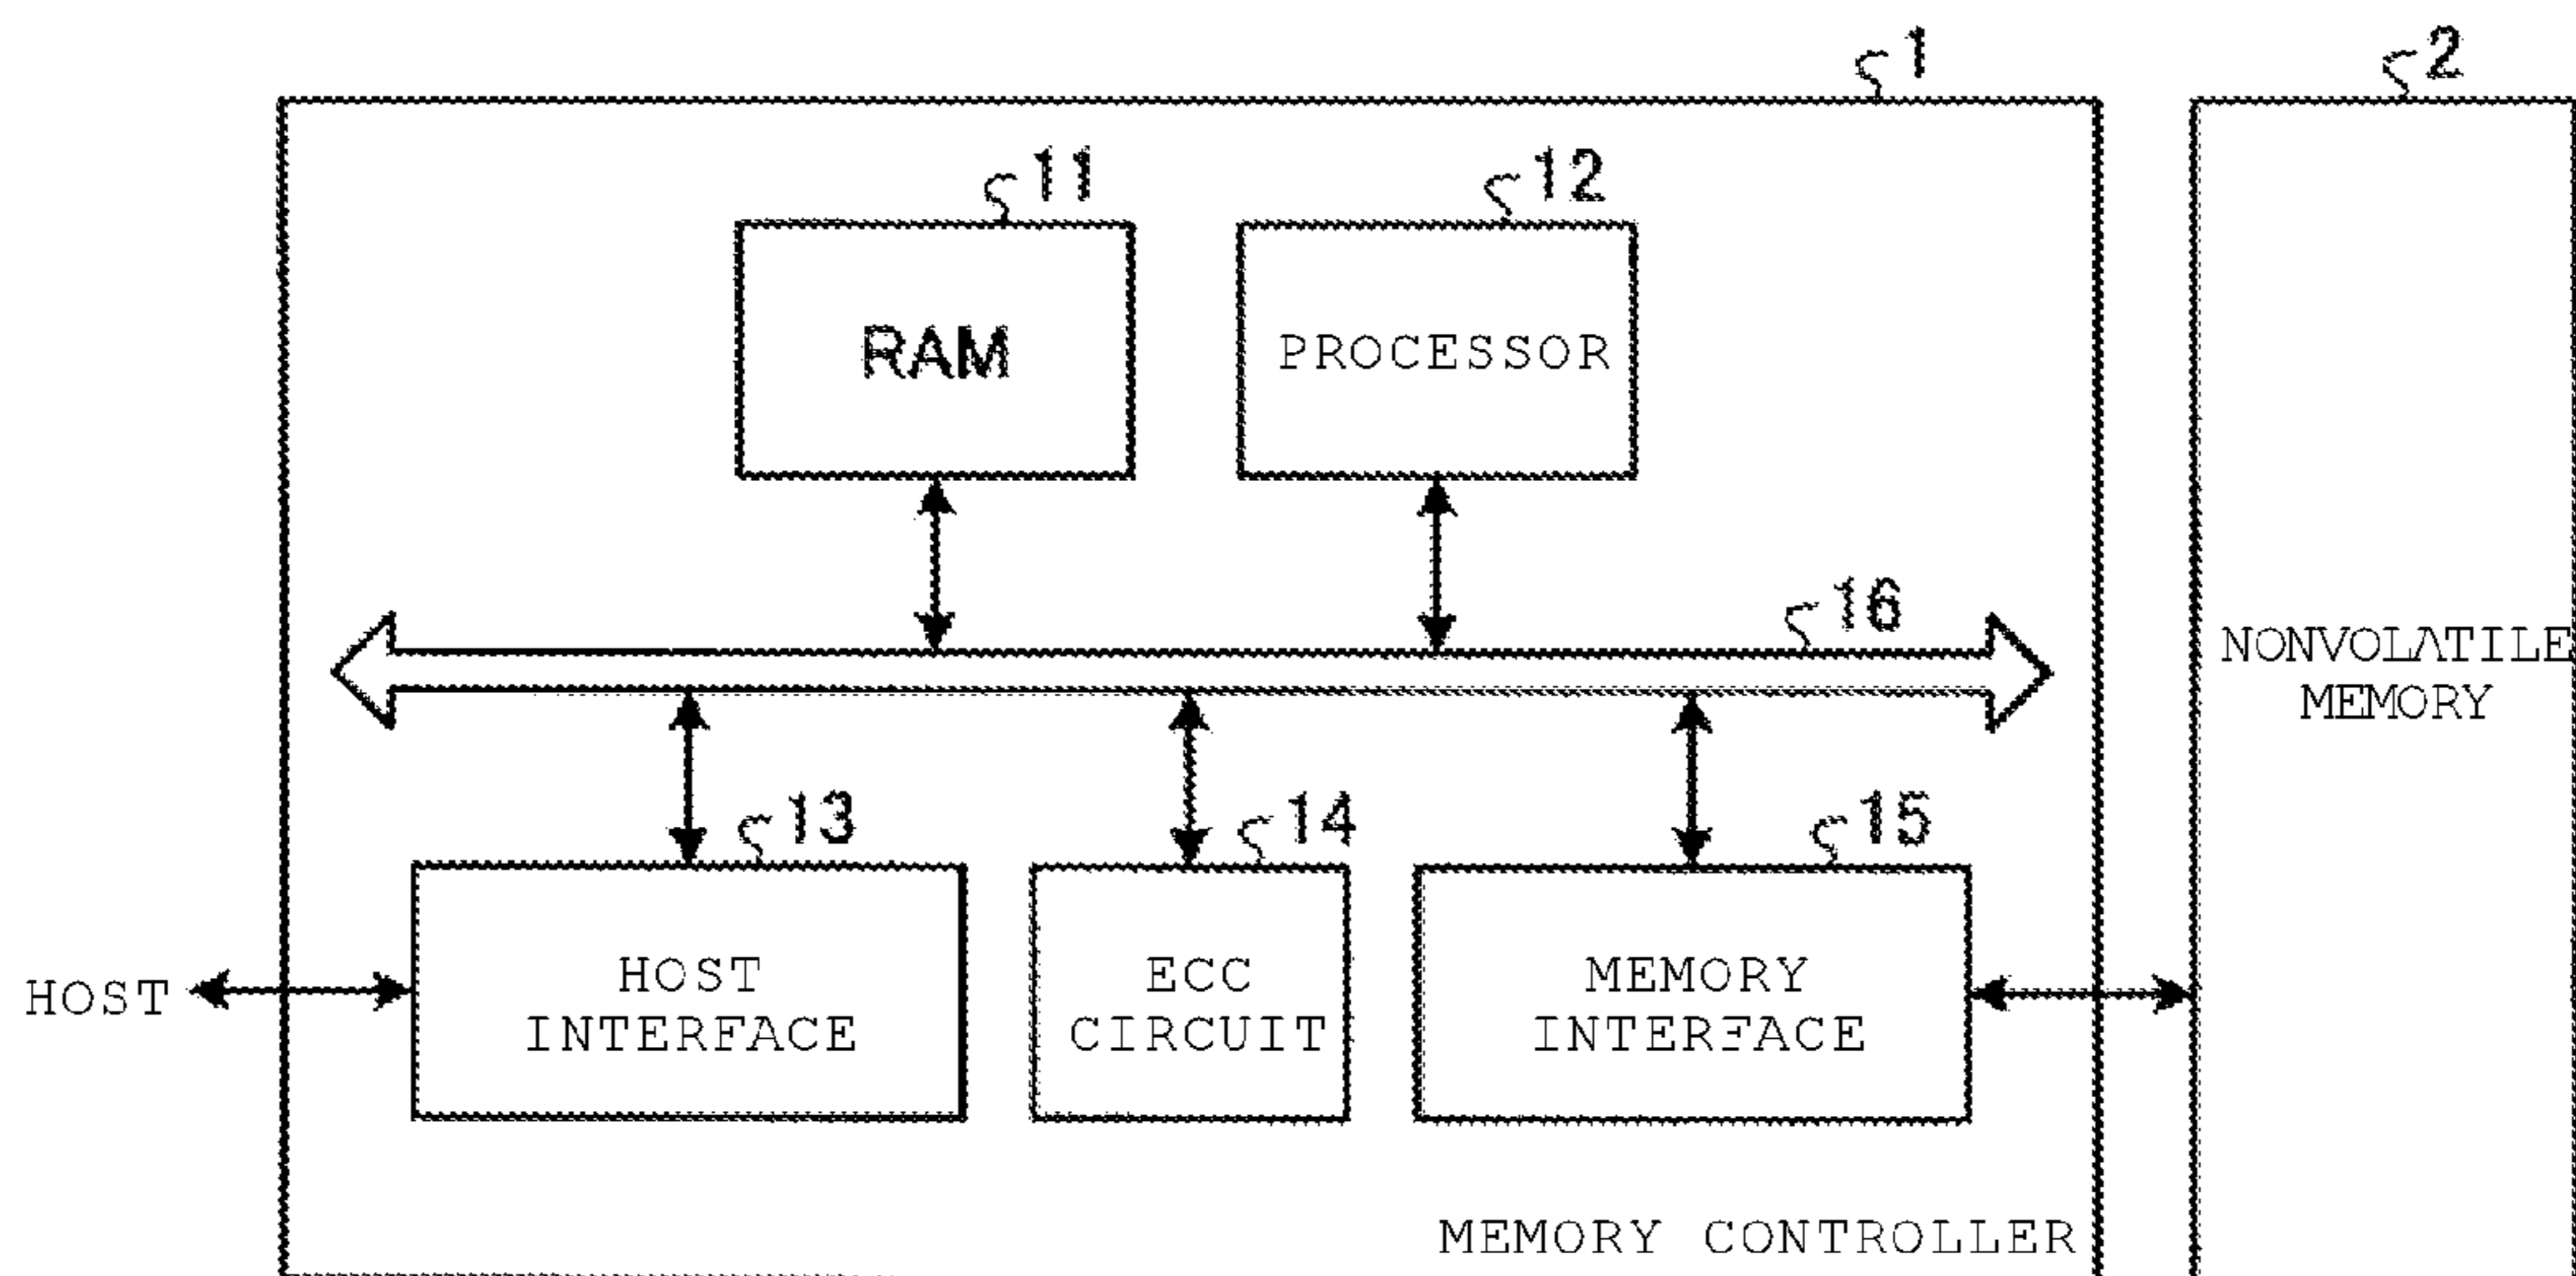 1
2
11
12
RAM
PROCESSOR
16
NONVOLATILE
MEMORY
13
14
15
HOST
HOST
INTERFACE
ECC
CIRCUIT
MEMORY
INTERFACE
MEMORY CONTROLLER